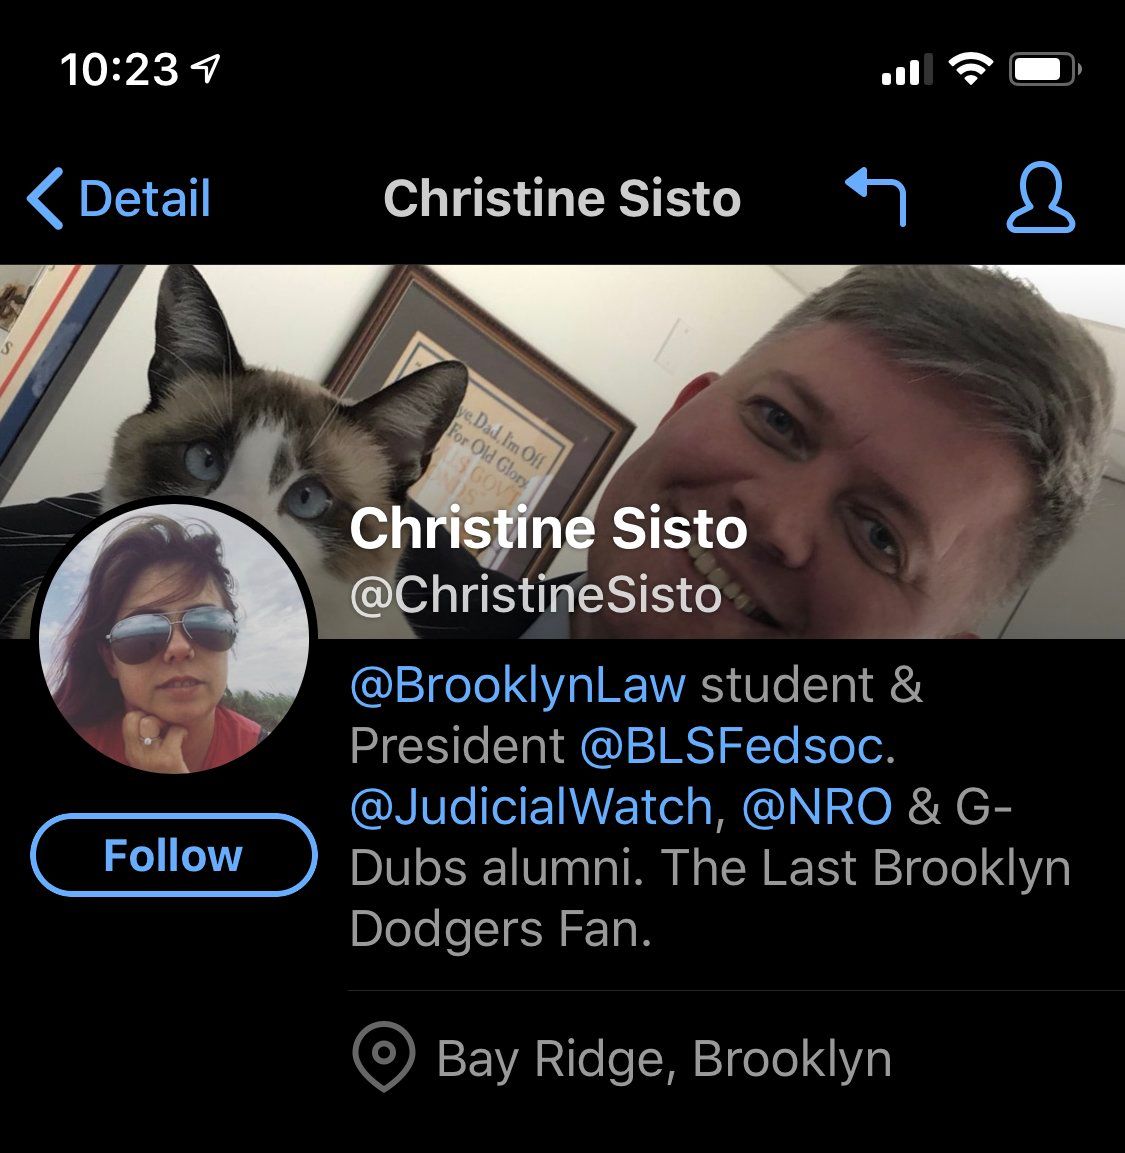 10:23
Detail
Christine Sisto
S
ye, Dad, I'm Off
For Old Glory
Christine Sisto
@ChristineSisto
@BrooklynLaw student &
President @BLSFedsoc.
@JudicialWatch, @NRO & G-
Dubs alumni. The Last Brooklyn
Dodgers Fan.
Follow
Bay Ridge, Brooklyn